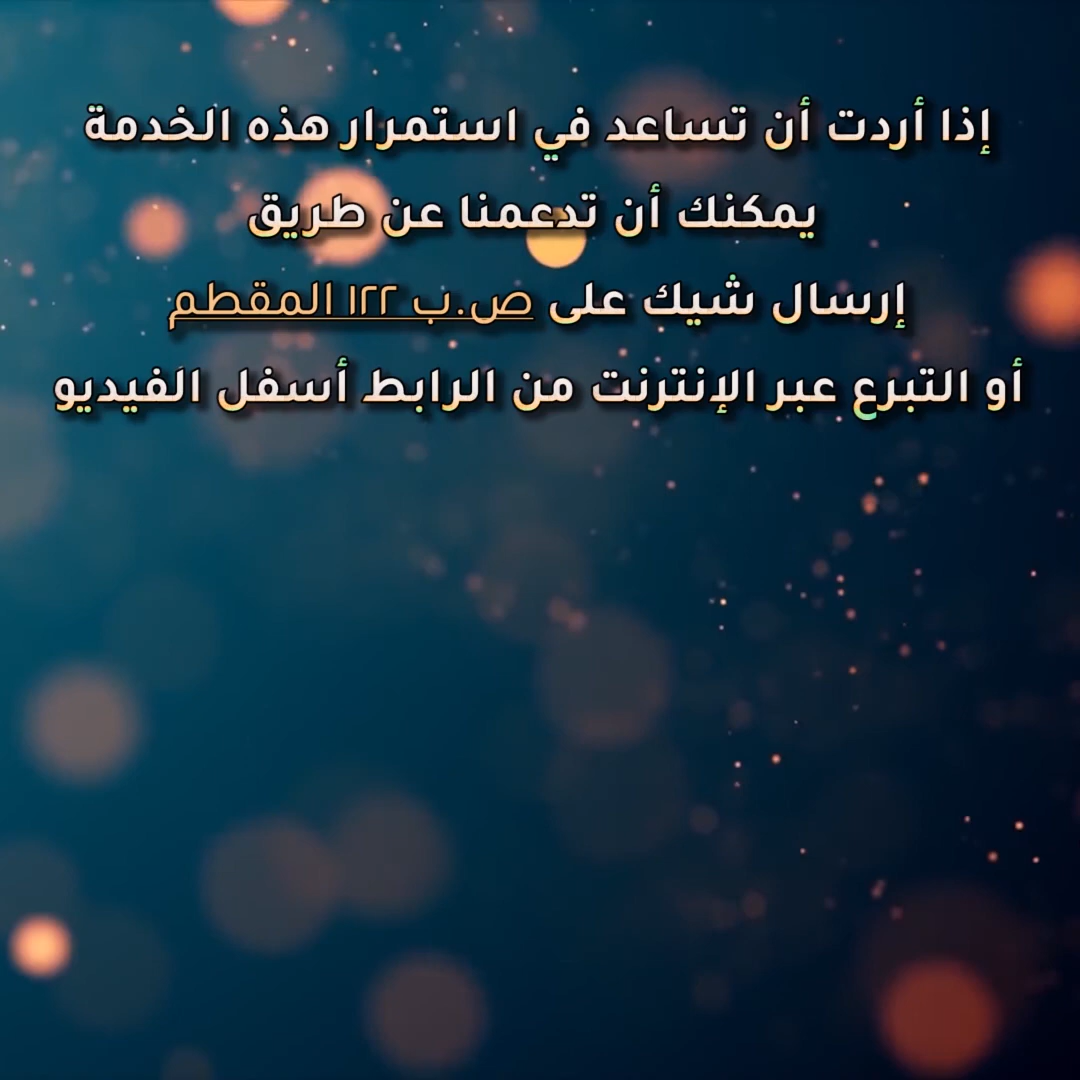 إذا أردت أن تساعد في استمرار هذه الخدمة
يمكنك أن تدعمنا عن طريق
إرسال شيك على ص.ب ١٢٢ المقطم
أو التبرع عبر الإنترنت من الرابط أسفل الفيديو